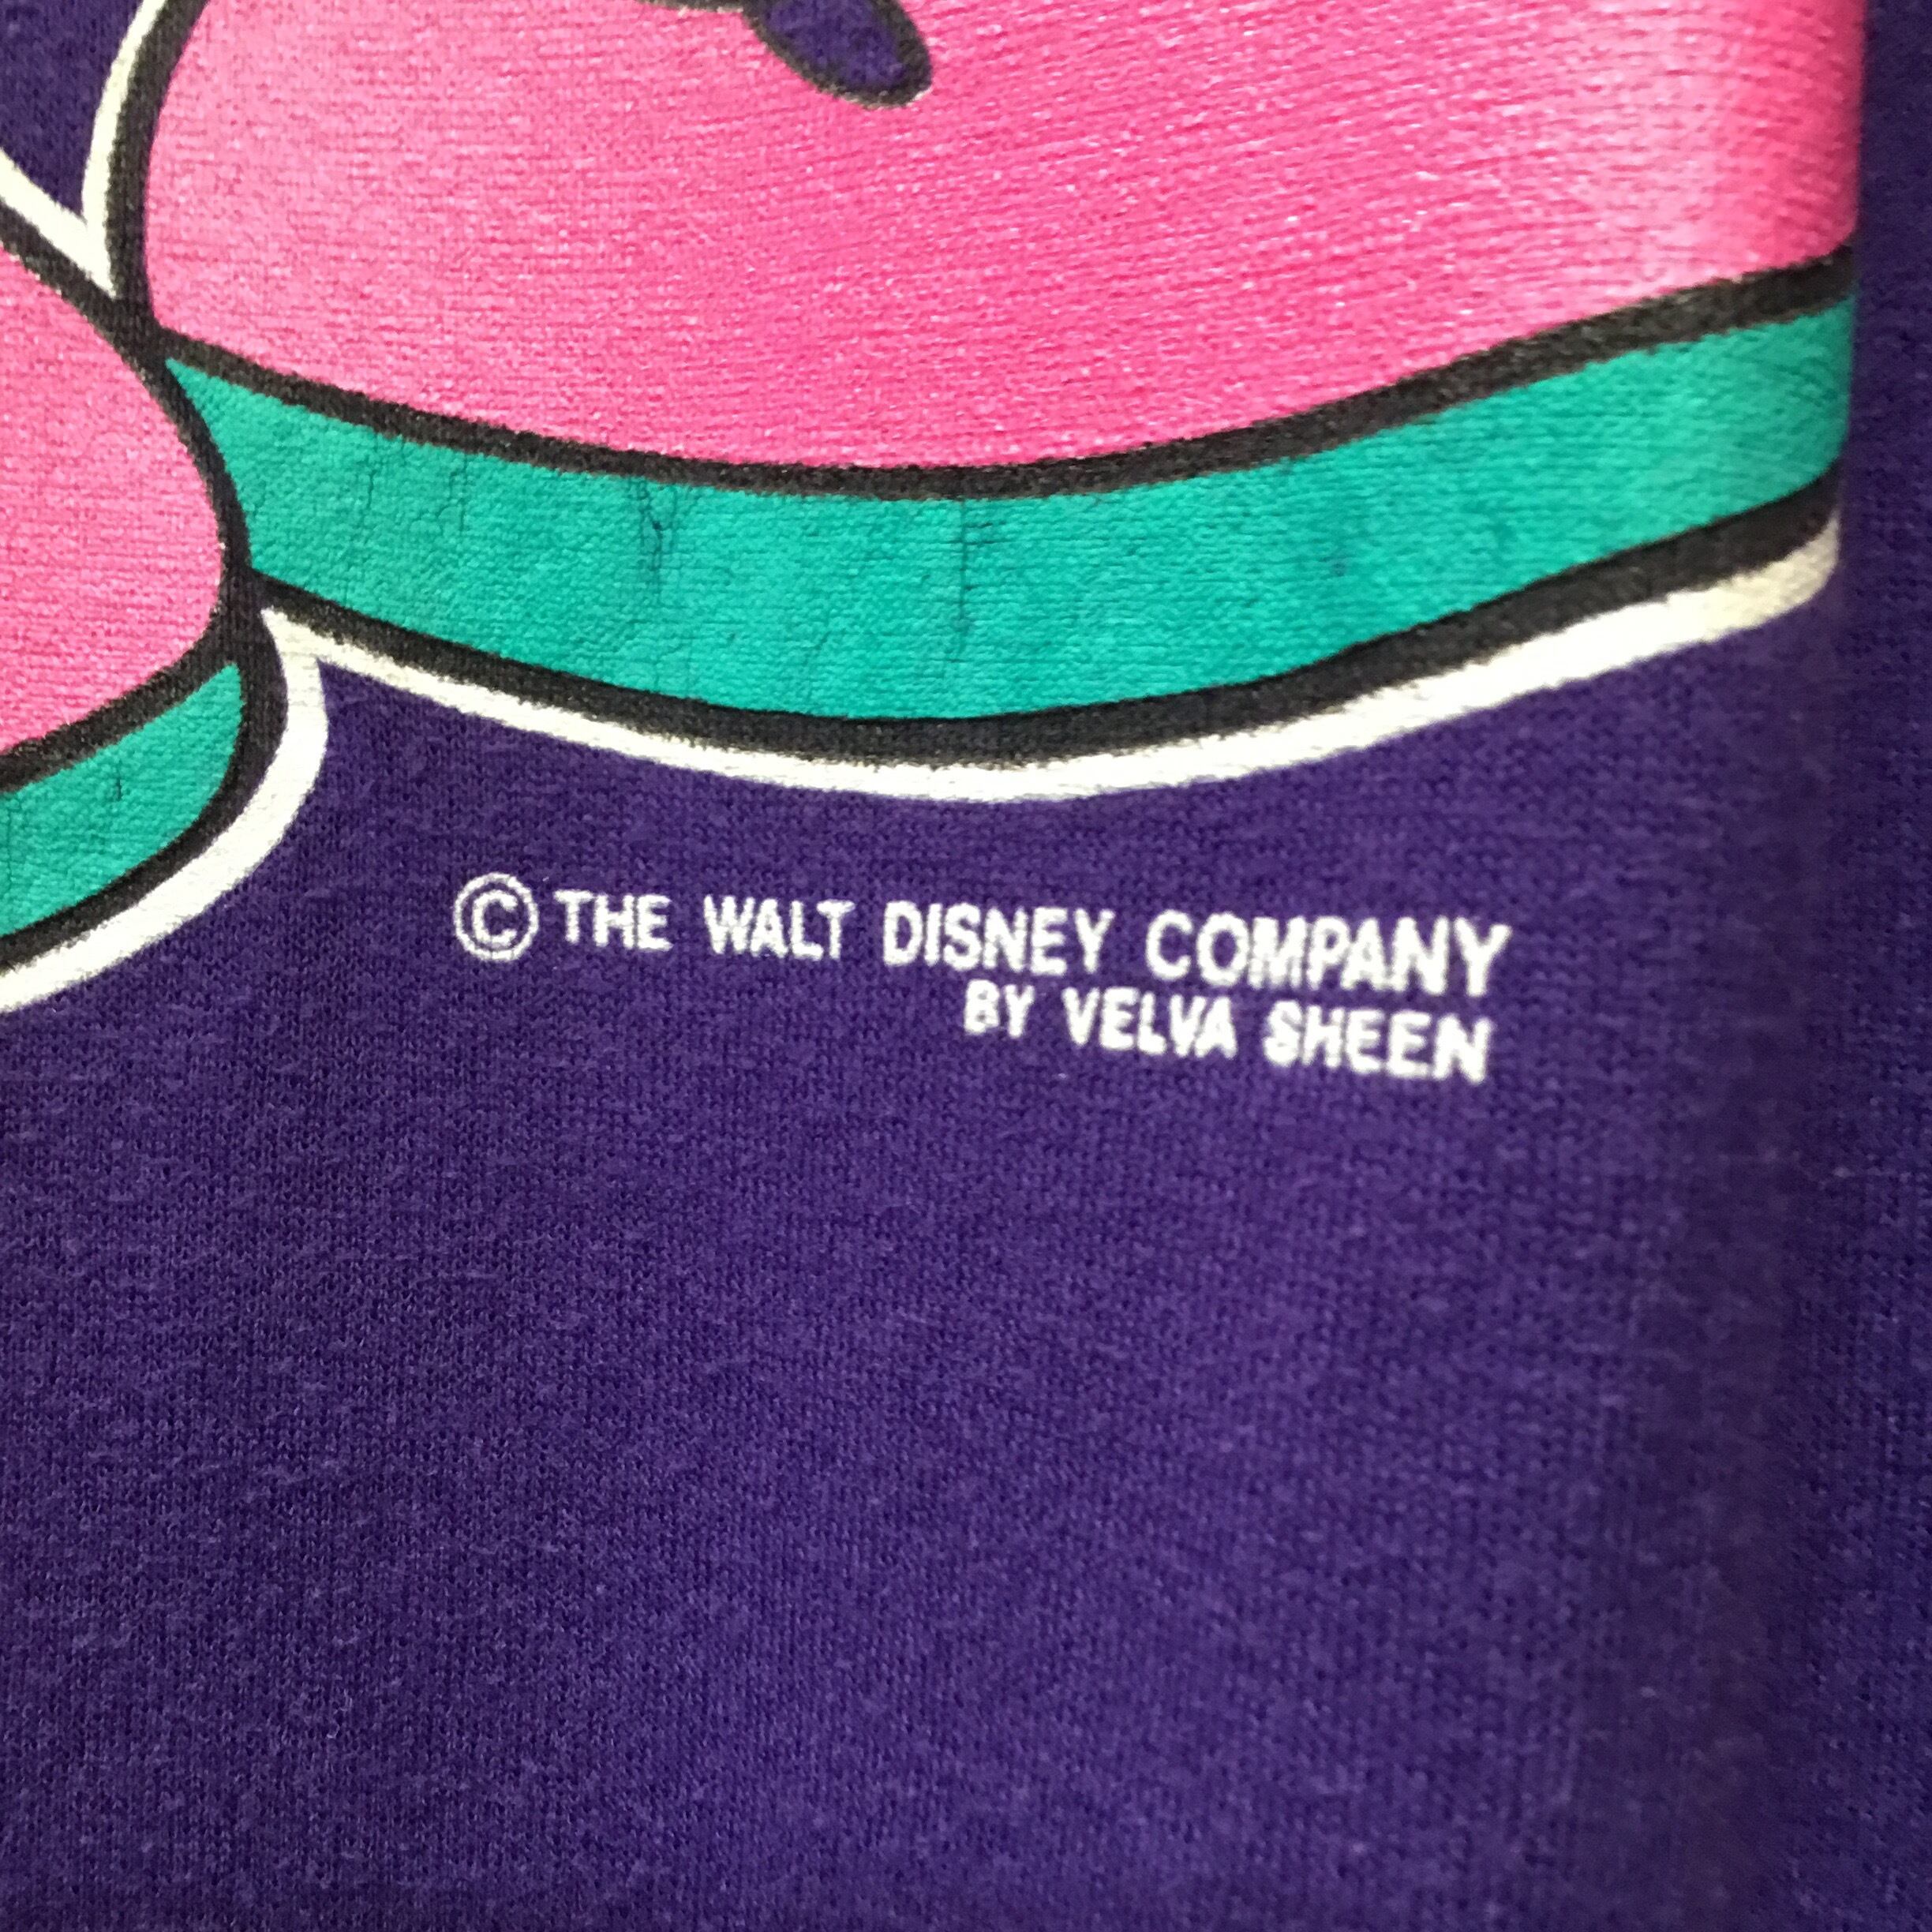 © THE WALT DISNEY COMPANY
BY VELVA SHEEN